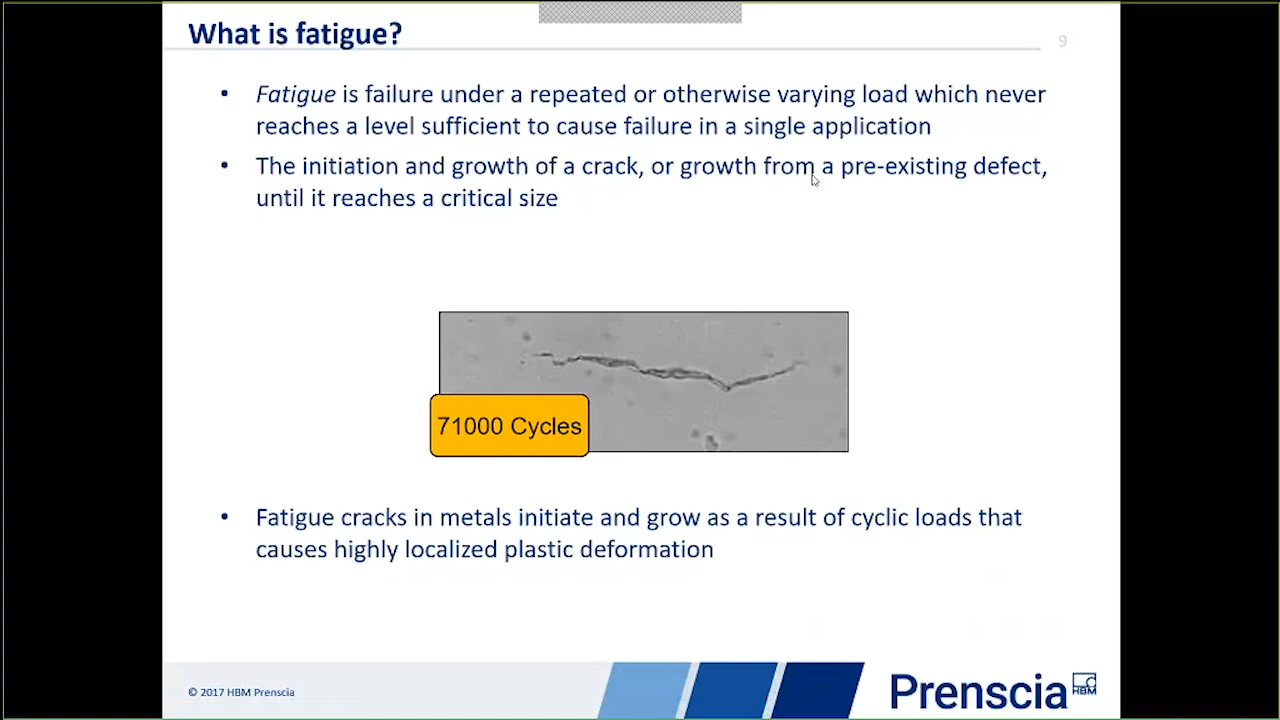 What is fatigue?
9
• Fatigue is failure under a repeated or otherwise varying load which never
reaches a level sufficient to cause failure in a single application
• The initiation and growth of a crack, or growth from a pre-existing defect,
until it reaches a critical size
71000 Cycles
• Fatigue cracks in metals initiate and grow as a result of cyclic loads that
causes highly localized plastic deformation
© 2017 HBM Prenscia
Prenscia
HBM